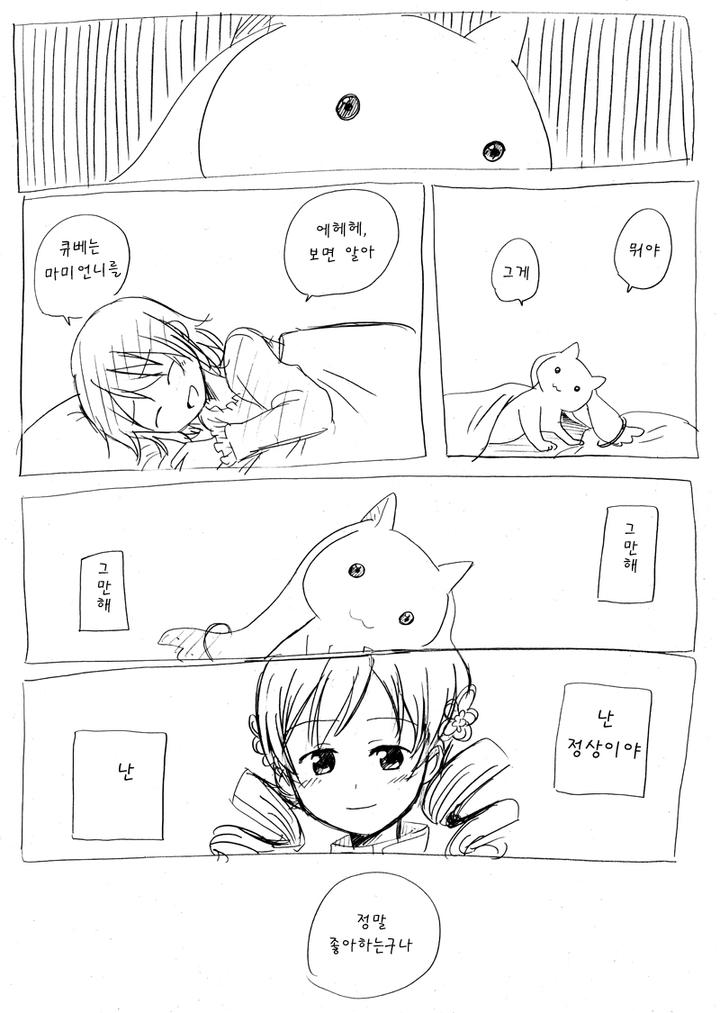 뭐야
그게
에헤헤,
보면 알아
큐베는
마미언니를
그만해
그만해
난
정상이야
난
정말
좋아하는구나